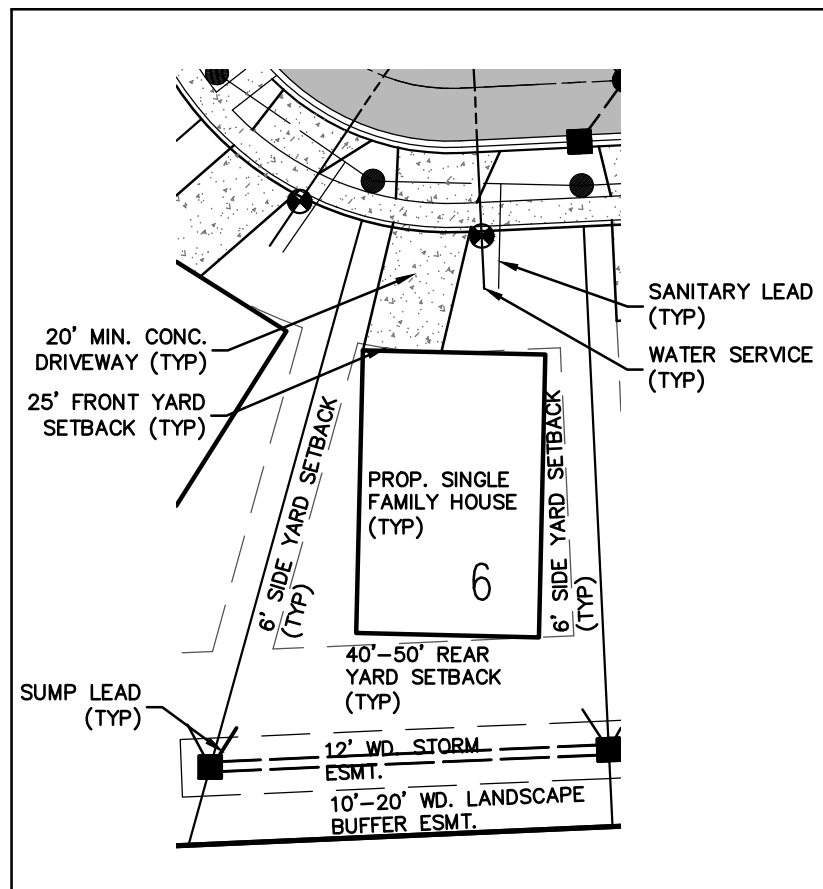 SANITARY LEAD
(TYP)
WATER SERVICE
(TYP)
20' MIN. CONC.
DRIVEWAY (TYP)
25' FRONT YARD
SETBACK (TYP)
6' SIDE YARD SETBACK
(TYP)
PROP. SINGLE
FAMILY HOUSE
(TYP)
6
6' SIDE YARD SETBACK
(TYP)
40'-50' REAR
YARD SETBACK
(TYP)
SUMP LEAD
(TYP)
12' WD. STORM
ESMT.
10'-20' WD. LANDSCAPE
BUFFER ESMT.